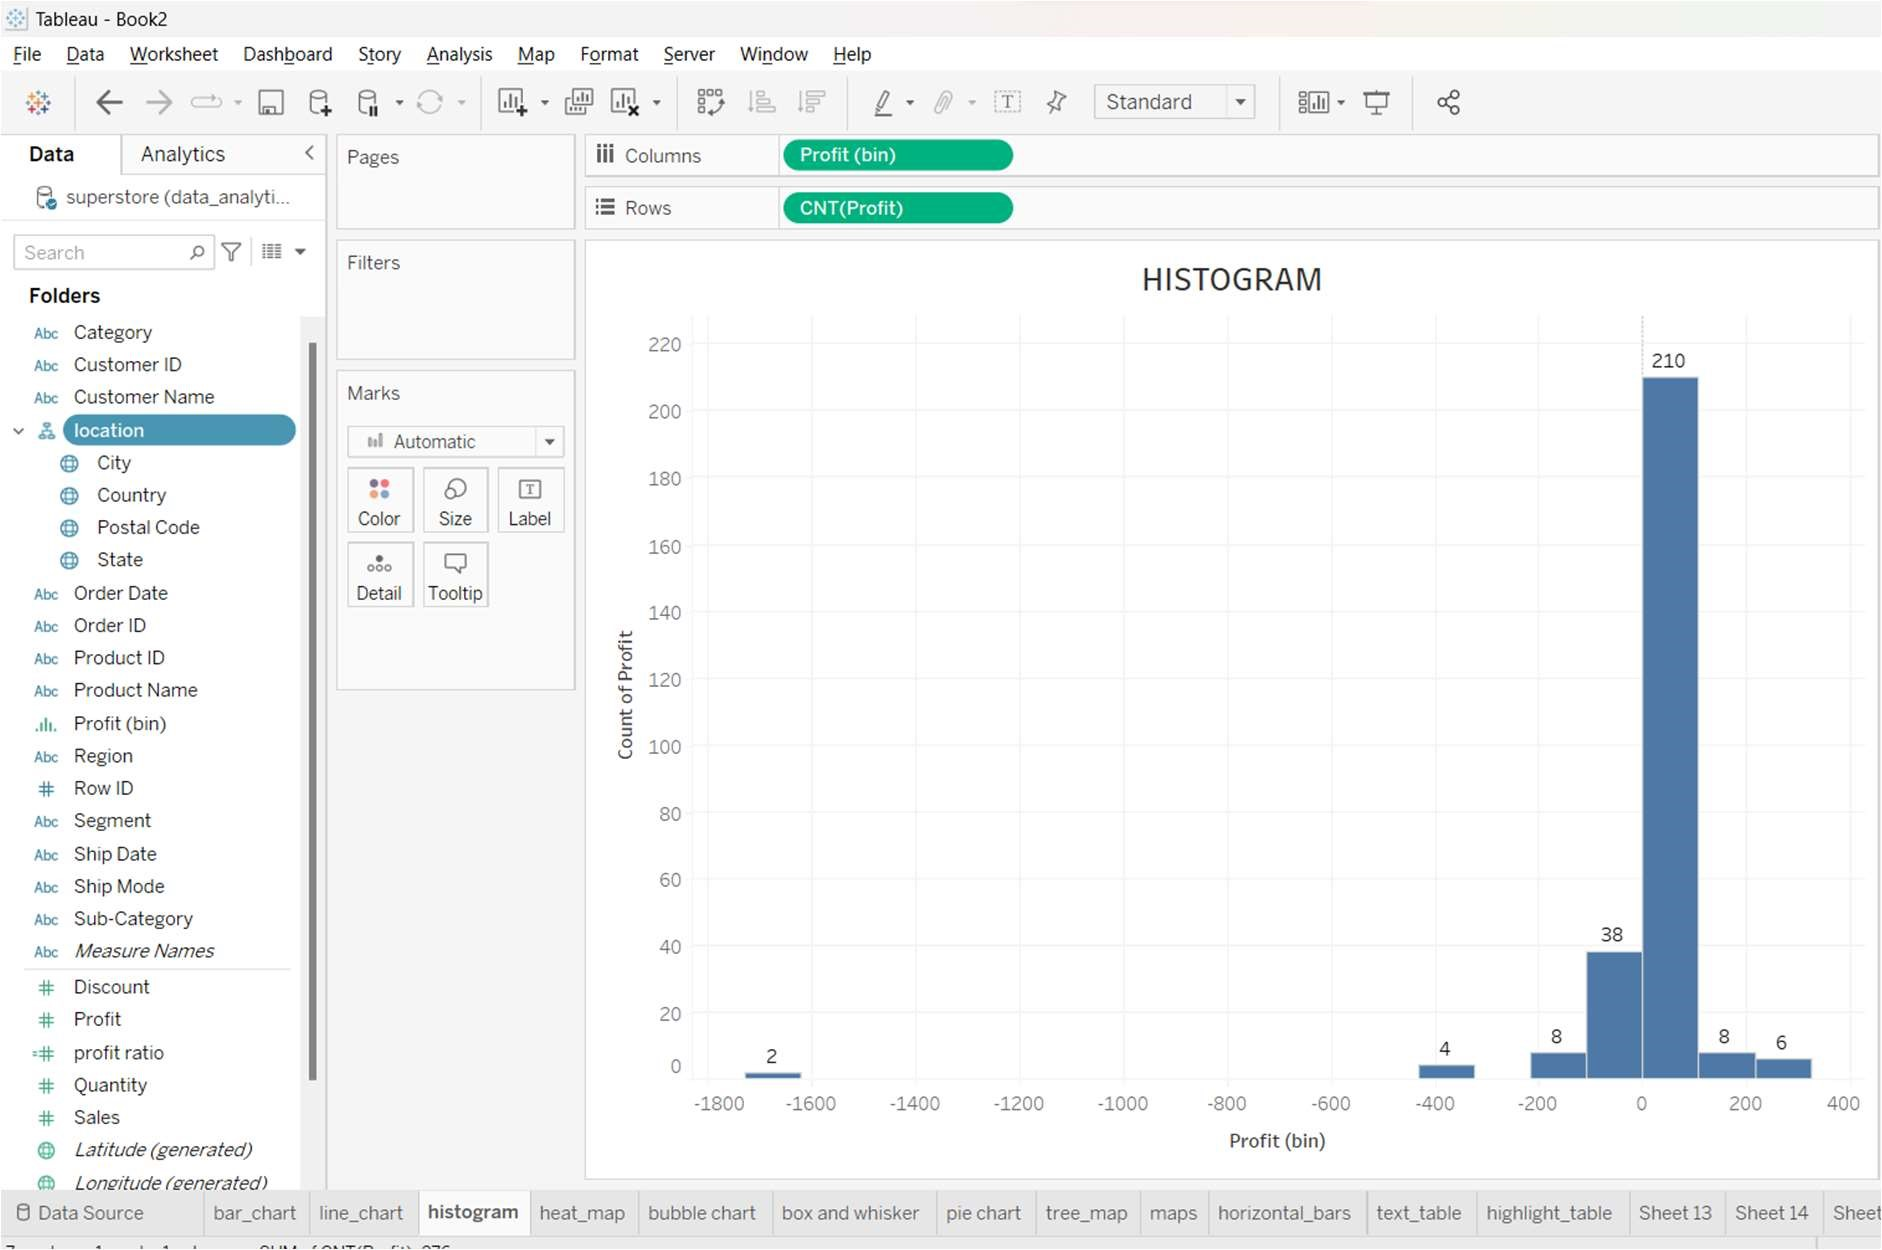 Tableau - Book2
File Data Worksheet Dashboard Story Analysis Map Format Server Window Help
Standard
Data Analytics
superstore (data_analyti...
Search
Folders
Abc Category
Abc Customer ID
Abc Customer Name
location
City
Country
Postal Code
State
Abc Order Date
Abc Order ID
Abc Product ID
Abc Product Name
Profit (bin)
Abc Region
# Row ID
Abc Segment
Abc Ship Date
Abc Ship Mode
Abc Sub-Category
Abc Measure Names
# Discount
# Profit
=# profit ratio
# Quantity
# Sales
Latitude (generated)
Longitude (generated)
Pages
Filters
Marks
Automatic
Color Size Label
Detail Tooltip
Columns Profit (bin)
Rows CNT(Profit)
HISTOGRAM
Count of Profit
220
200
180
160
140
120
100
80
60
40
20
0
2 4 8 38 210 8 6
-1800 -1600 -1400 -1200 -1000 -800 -600 -400 -200 0 200 400
Profit (bin)
Data Source bar_chart line_chart histogram heat_map bubble chart box and whisker pie chart tree_map maps horizontal_bars text_table highlight_table Sheet 13 Sheet 14 Sheet